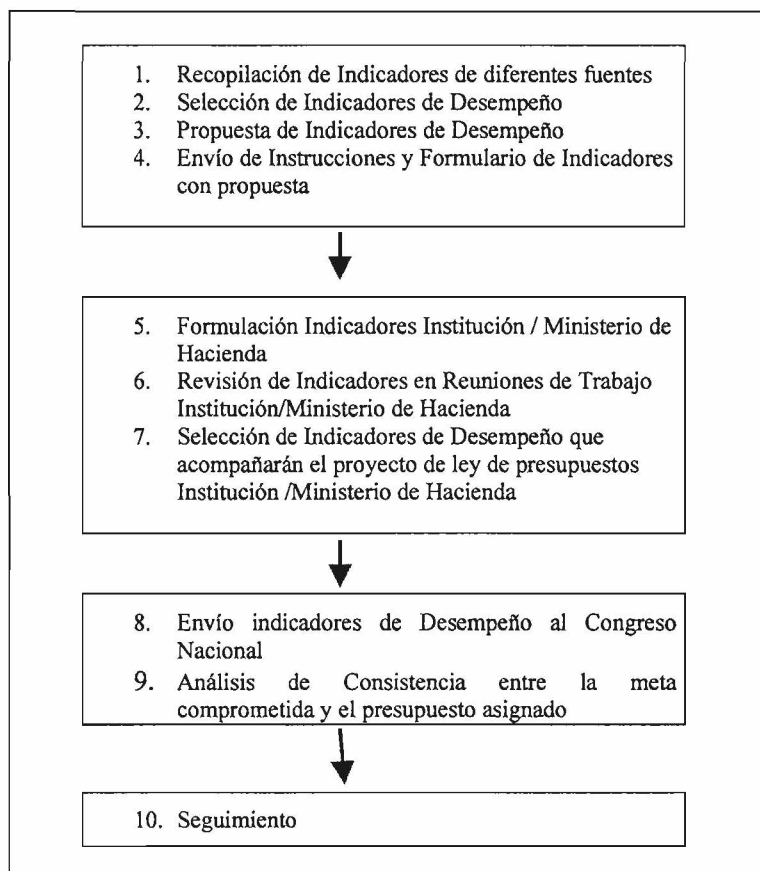 1. Recopilación de Indicadores de diferentes fuentes
2. Selección de Indicadores de Desempeño
3. Propuesta de Indicadores de Desempeño
4. Envío de Instrucciones y Formulario de Indicadores
con propuesta
5. Formulación Indicadores Institución / Ministerio de
Hacienda
6. Revisión de Indicadores en Reuniones de Trabajo
Institución/Ministerio de Hacienda
7. Selección de Indicadores de Desempeño que
acompañarán el proyecto de ley de presupuestos
Institución /Ministerio de Hacienda
8. Envío indicadores de Desempeño al Congreso
Nacional
9. Análisis de Consistencia entre la meta
comprometida y el presupuesto asignado
10. Seguimiento